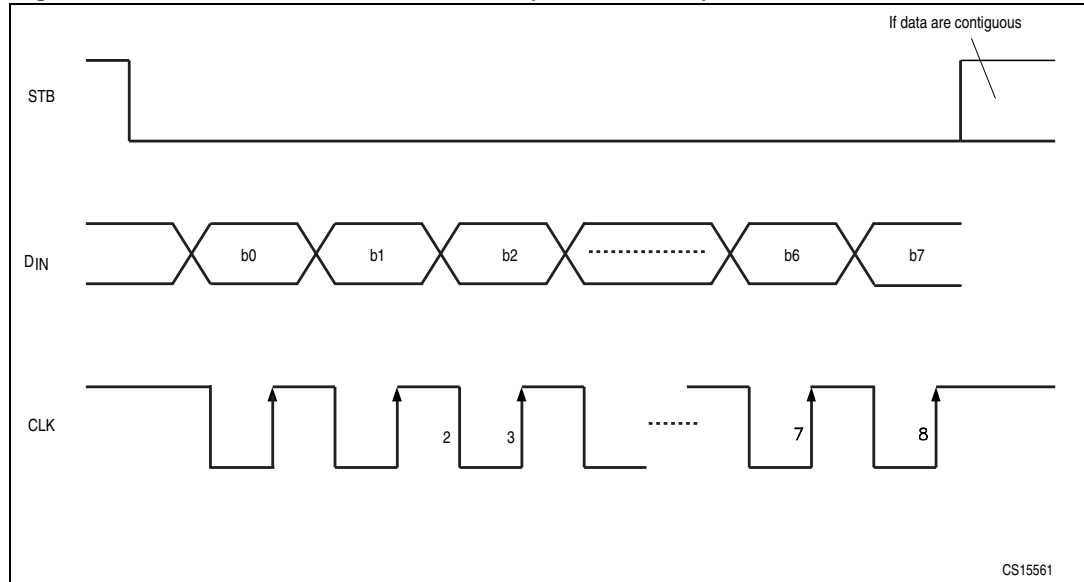 If data are contiguous
STB
DIN
b0 b1 b2 b6 b7
CLK
2 3 7 8
CS15561